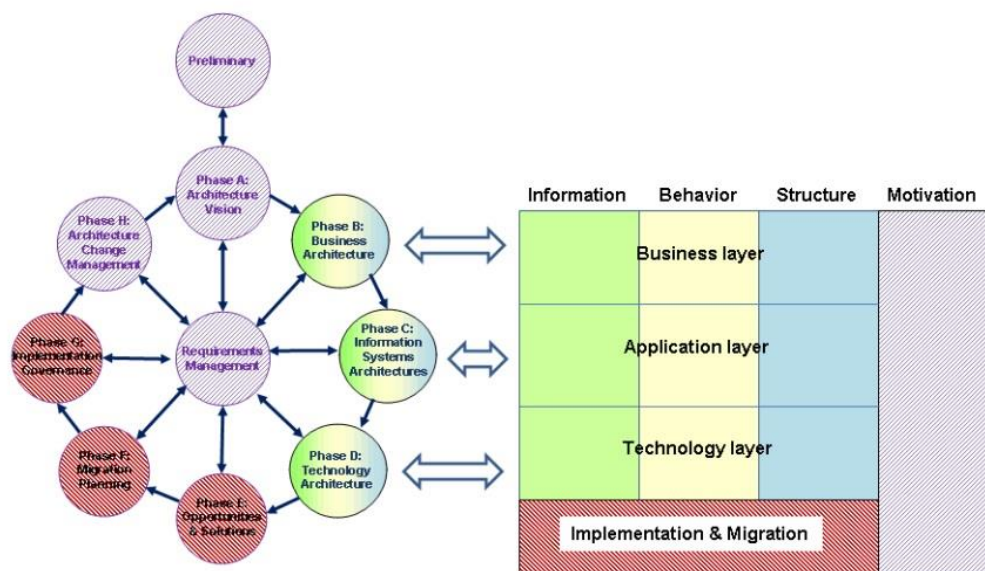 Preliminary
Phase A:
Architecture
Vision
Phase H:
Architecture
Change
Management
Phase B:
Business
Architecture
Requirements
Management
Phase G:
Implementation
Governance
Phase C:
Information
Systems
Architectures
Phase F:
Migration
Planning
Phase D:
Technology
Architecture
Phase E:
Opportunities
& Solutions
Information Behavior Structure Motivation
Business layer
Application layer
Technology layer
Implementation & Migration